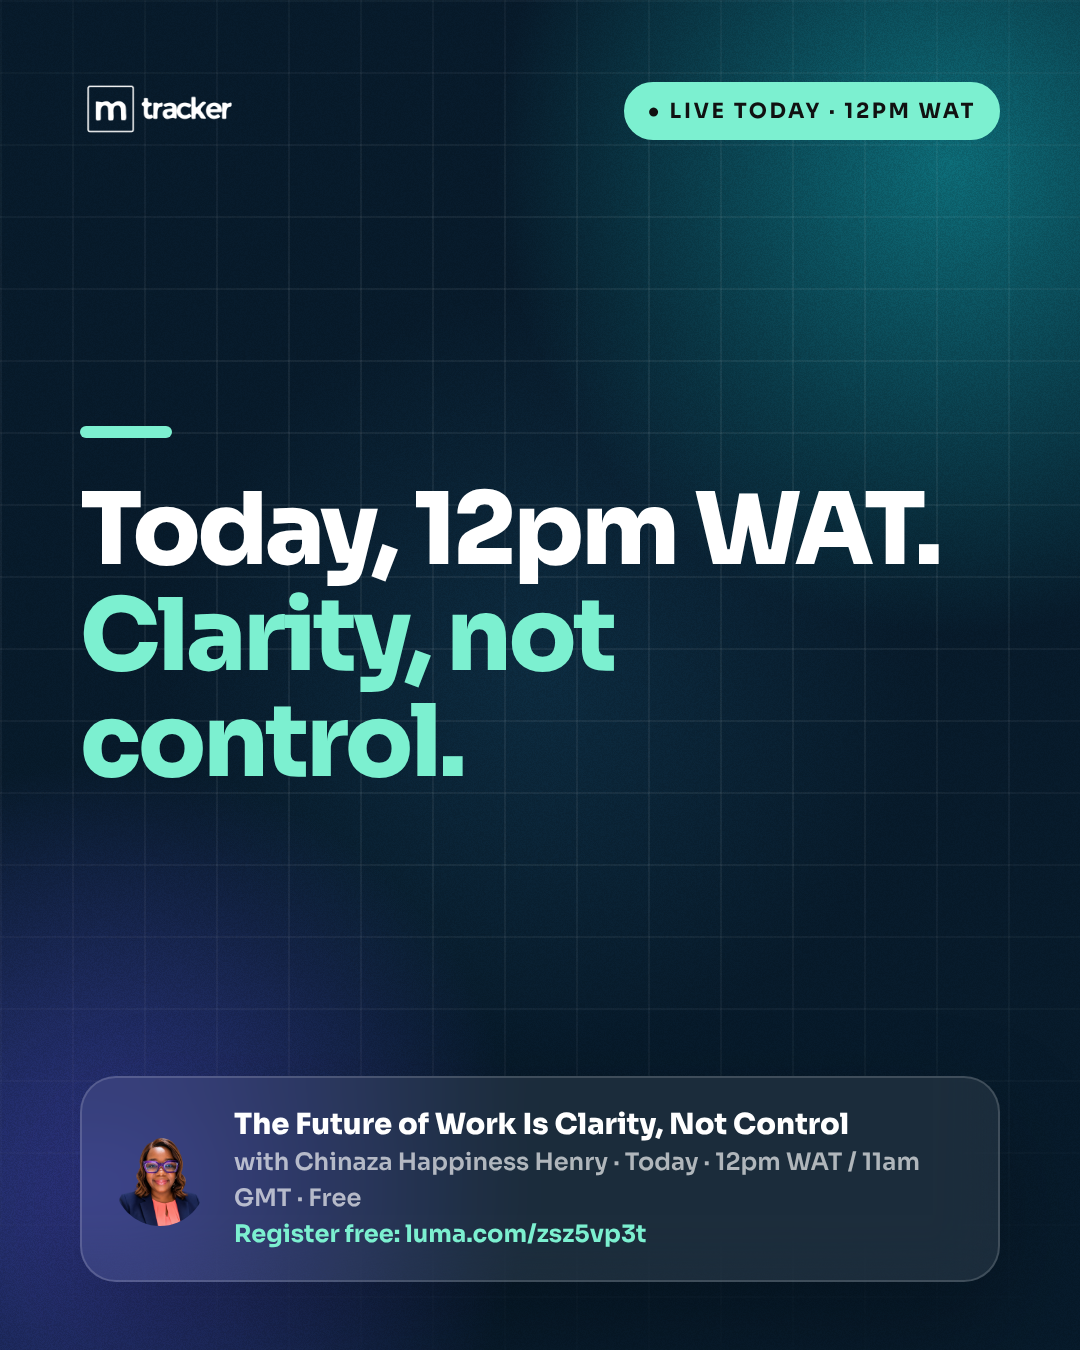 m tracker
• LIVE TODAY · 12PM WAT
Today, 12pm WAT.
Clarity, not
control.
The Future of Work Is Clarity, Not Control
with Chinaza Happiness Henry · Today · 12pm WAT / 11am
GMT · Free
Register free: luma.com/zsz5vp3t